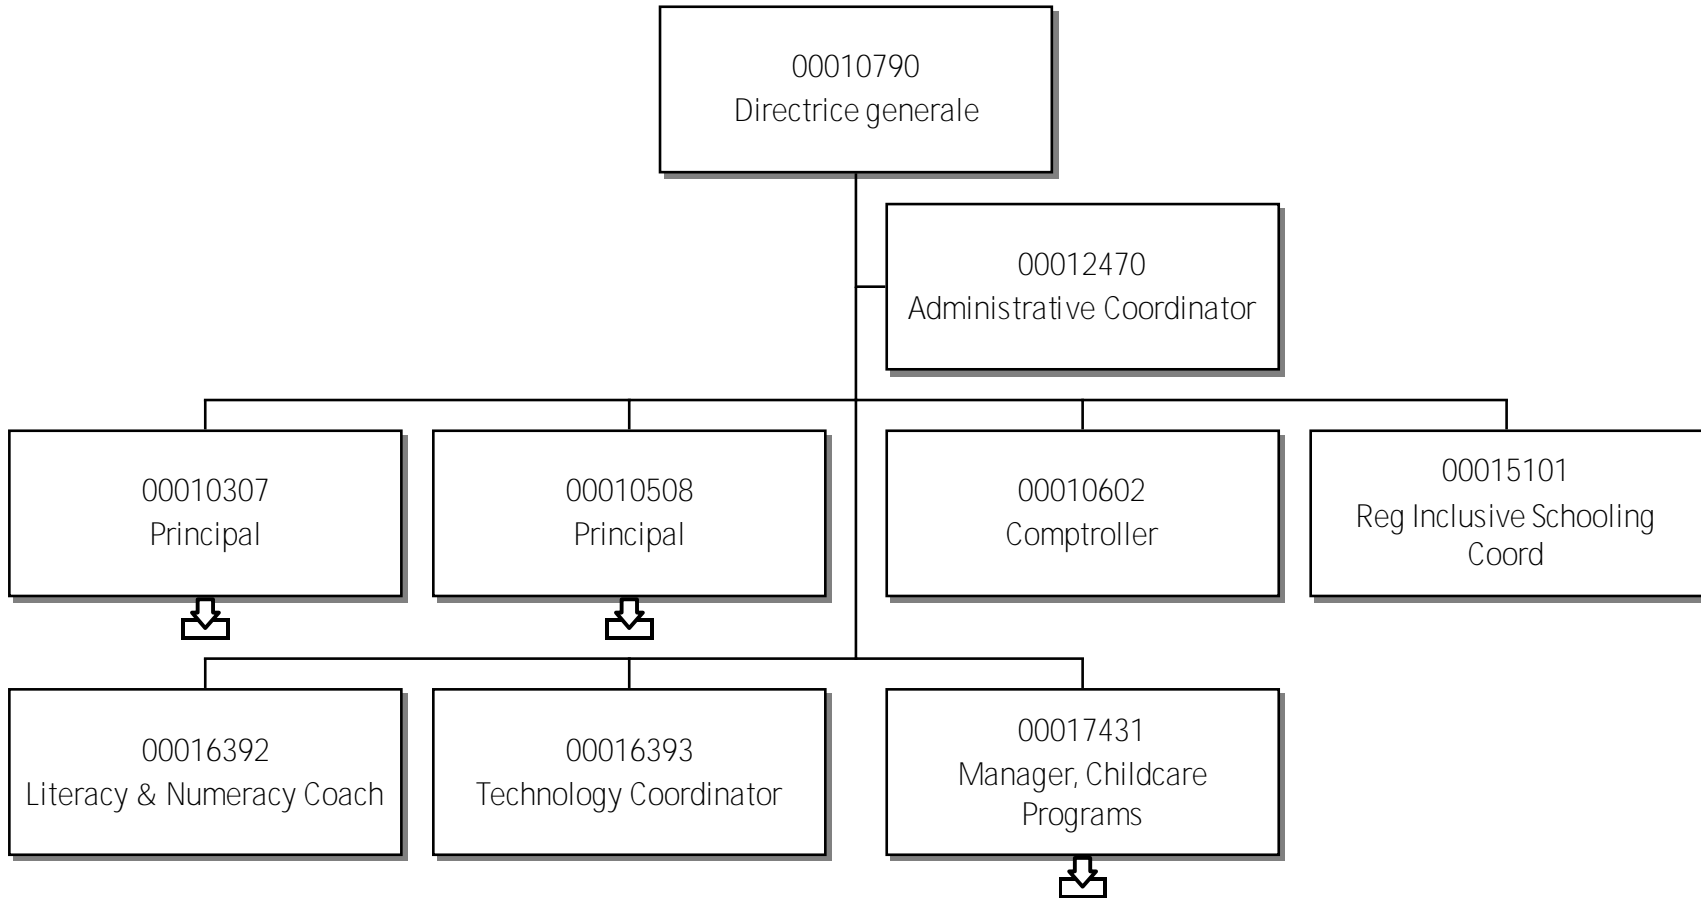 00010790
Directrice generale
00012470
Administrative Coordinator
00010307
Principal
00010508
Principal
00010602
Comptroller
00015101
Reg Inclusive Schooling
Coord
00016392
Literacy & Numeracy Coach
00016393
Technology Coordinator
00017431
Manager, Childcare
Programs